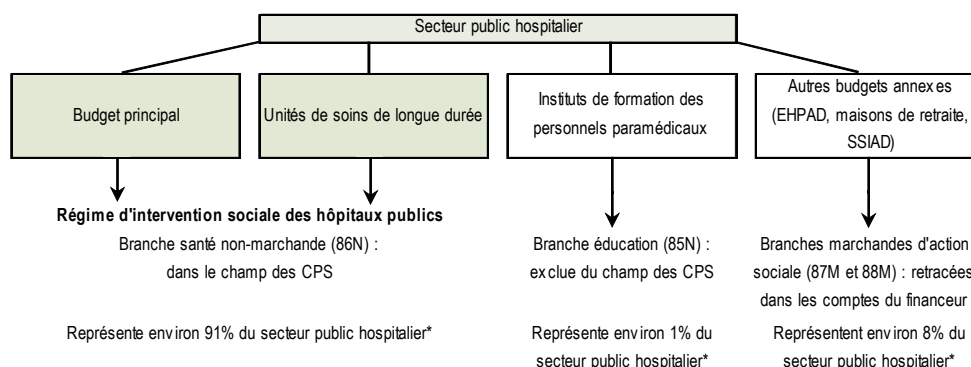 Secteur public hospitalier
Budget principal
Unités de soins de longue durée
Instituts de formation des
personnels paramédicaux
Autres budgets annexes
(EHPAD, maisons de retraite,
SSIAD)
Régime d'intervention sociale des hôpitaux publics
Branche santé non-marchande (86N) :
dans le champ des CPS
Branche éducation (85N) :
exclue du champ des CPS
Branches marchandes d'action
sociale (87M et 88M) : retracées
dans les comptes du financeur
Représente environ 91% du secteur public hospitalier*
Représente environ 1% du
secteur public hospitalier*
Représentent environ 8% du
secteur public hospitalier*